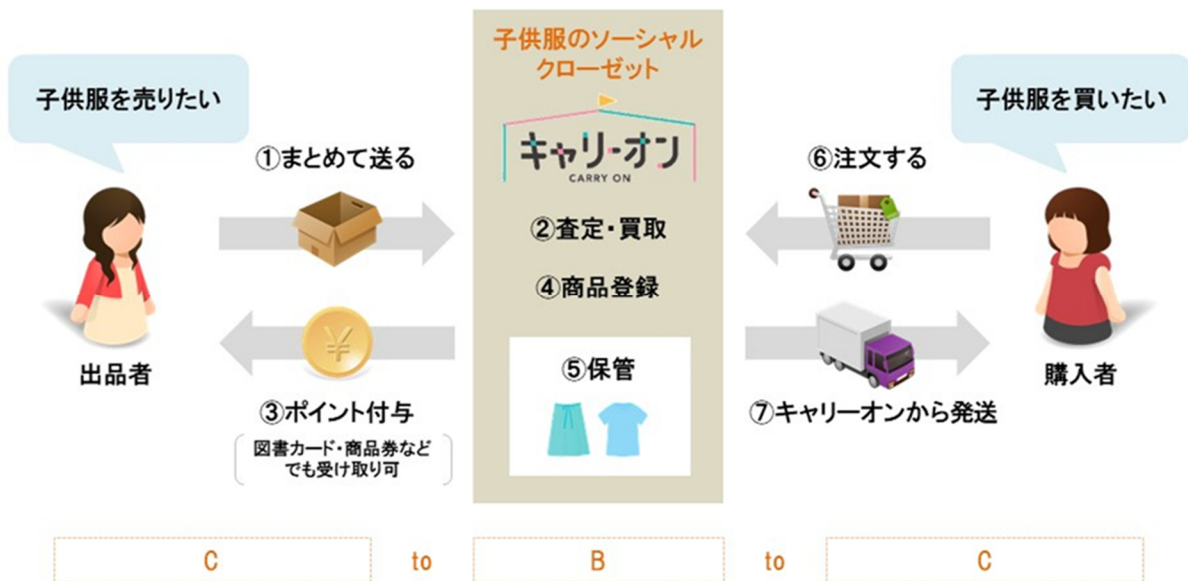 子供服を売りたい
①まとめて送る
出品者
③ポイント付与
図書カード・商品券など
でも受け取り可
子供服のソーシャル
クローゼット
キャリーオン
CARRY ON
②査定・買取
④商品登録
⑤保管
子供服を買いたい
⑥注文する
購入者
⑦キャリーオンから発送
¥
C to B to C